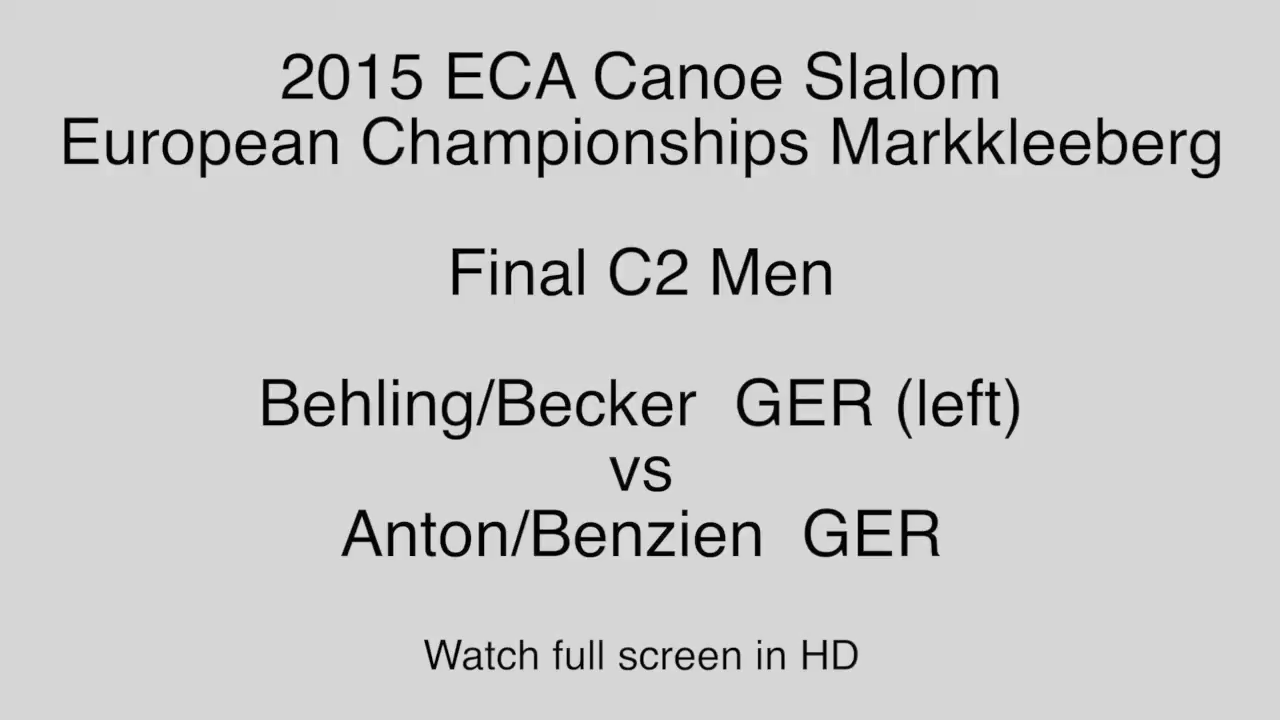 2015 ECA Canoe Slalom
European Championships Markkleeberg
Final C2 Men
Behling/Becker  GER (left)
vs
Anton/Benzien  GER
Watch full screen in HD